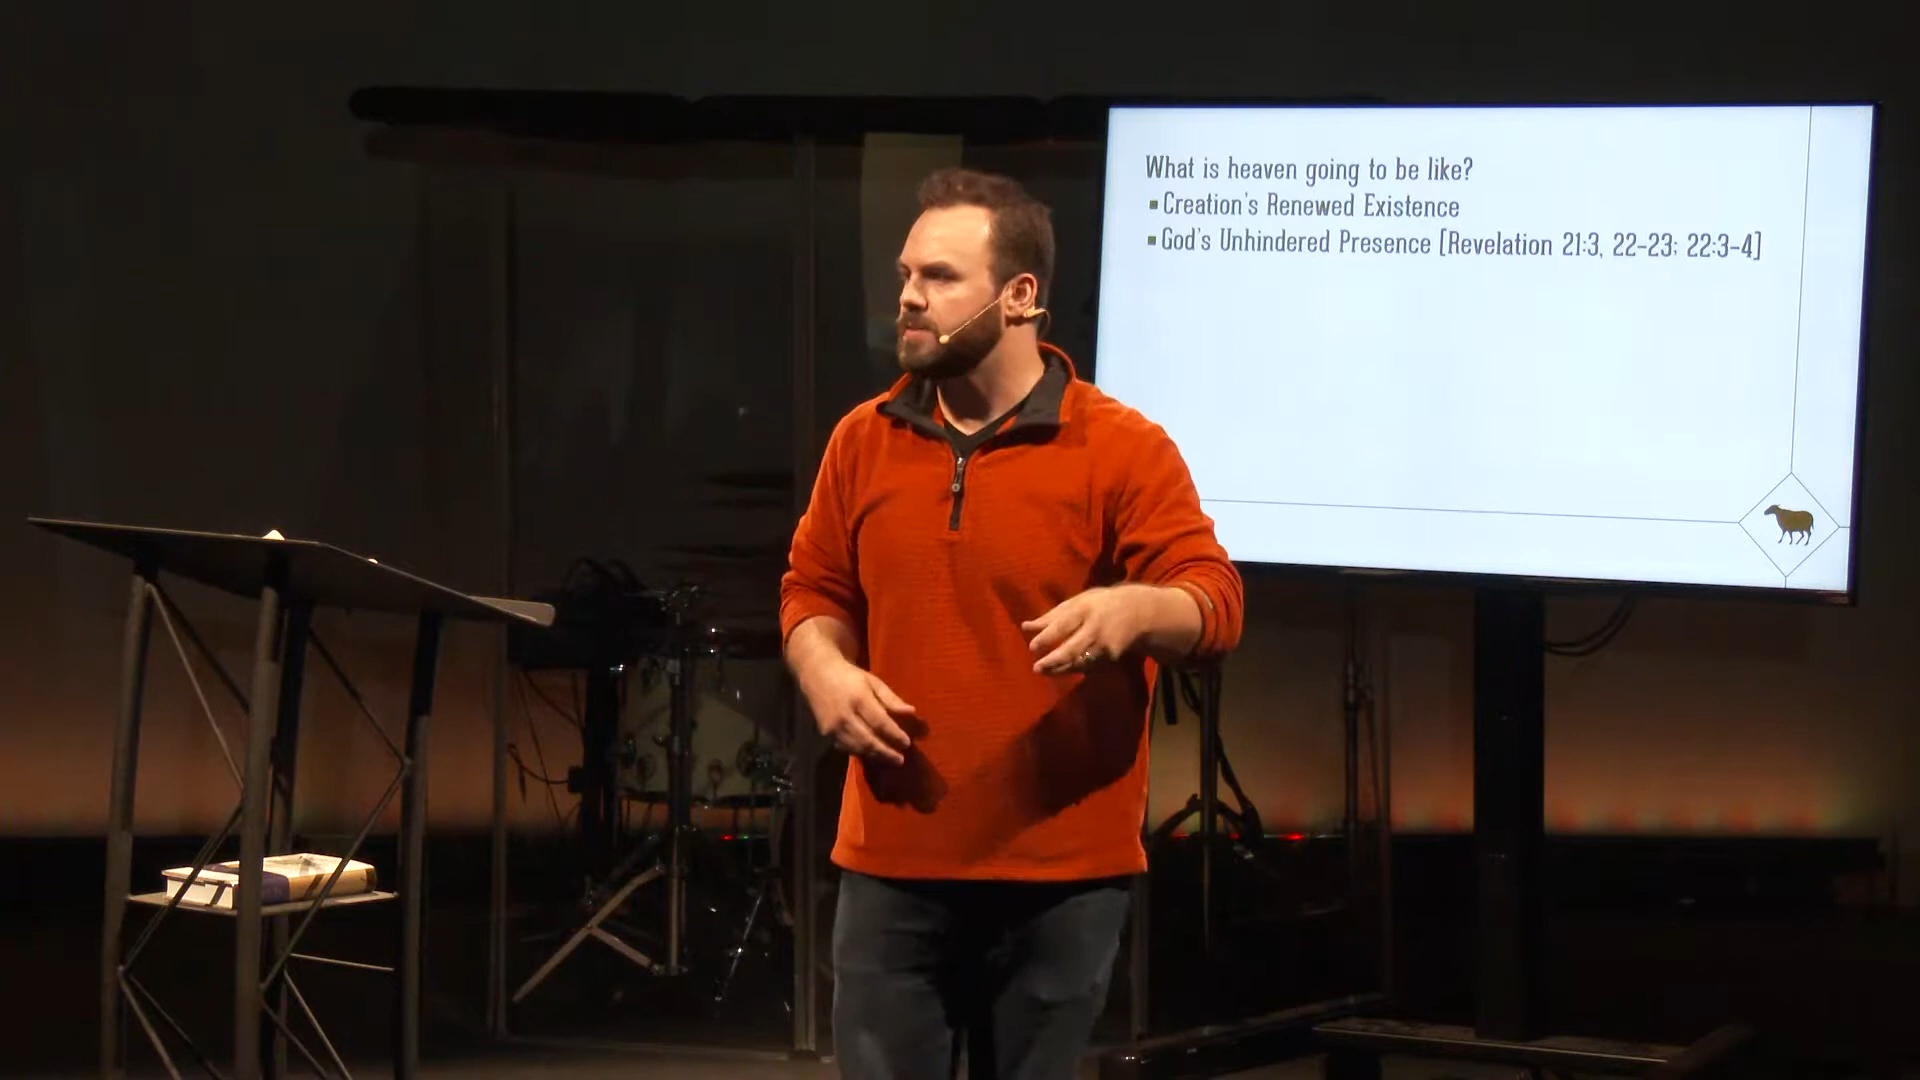 What is heaven going to be like?
▪ Creation's Renewed Existence
▪ God's Unhindered Presence [Revelation 21:3, 22-23; 22:3-4]